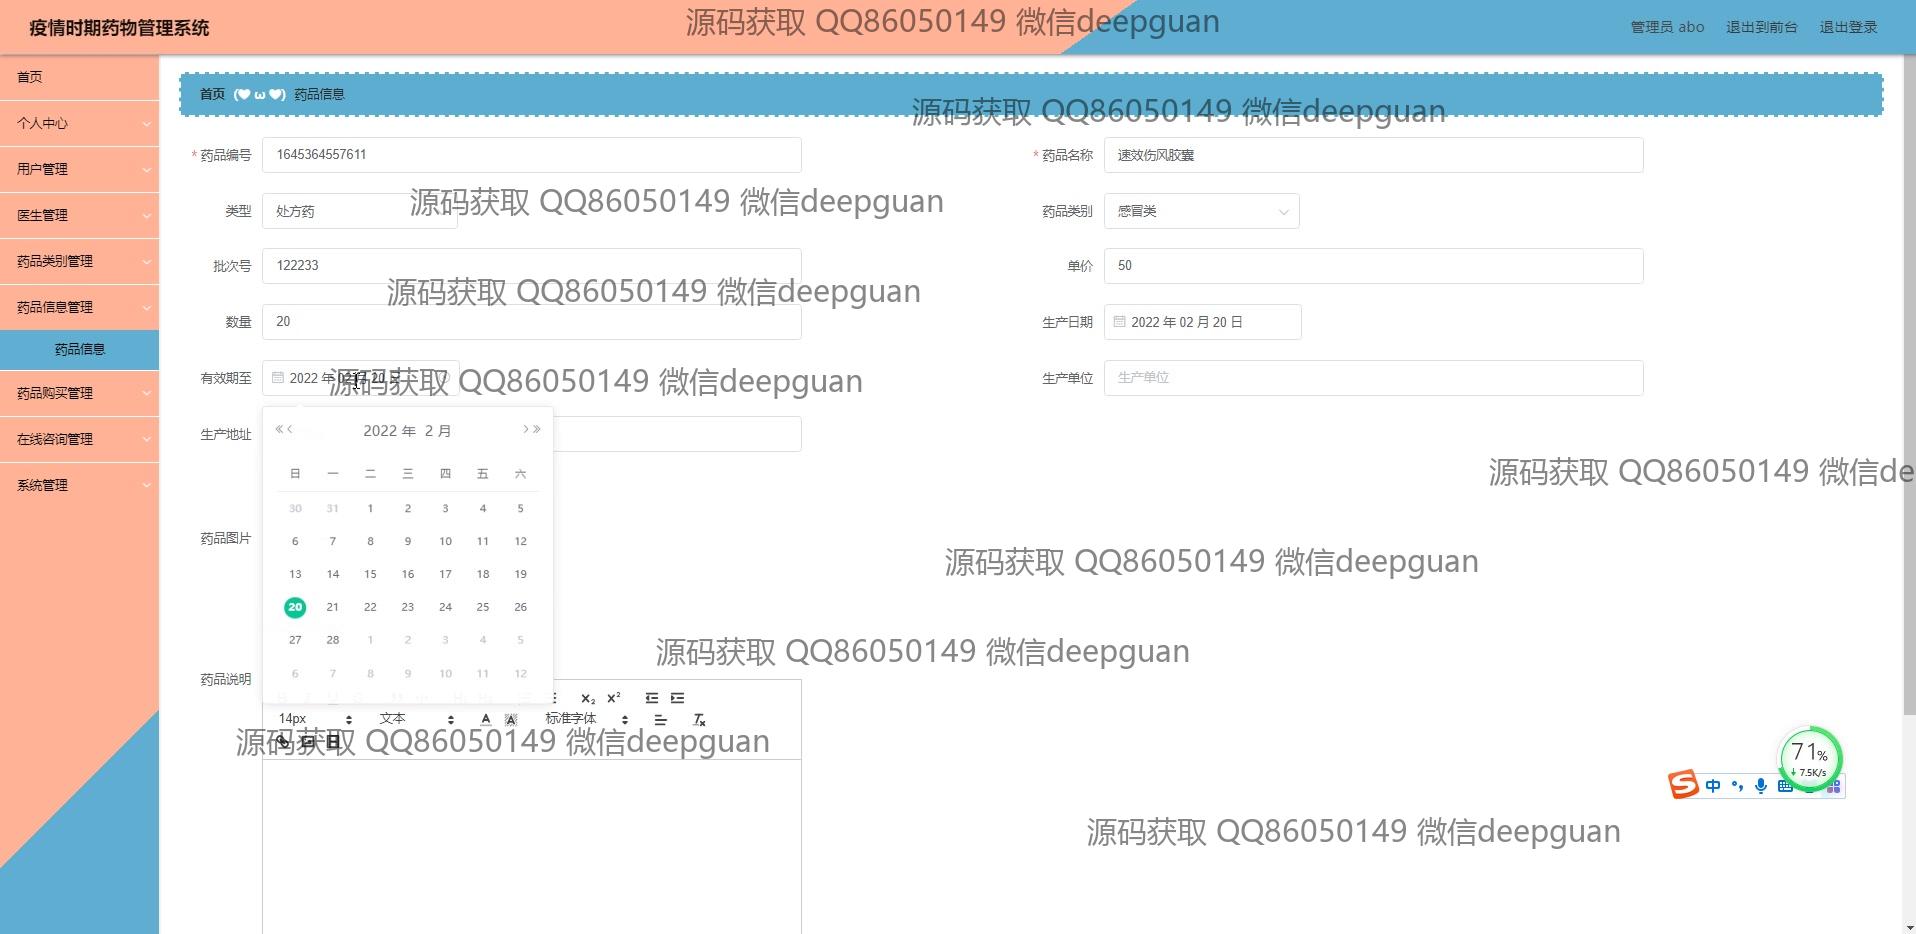 疫情时期药物管理系统
源码获取 QQ86050149 微信deepguan
管理员 abo 退出到前台 退出登录
首页
个人中心
用户管理
医生管理
药品类别管理
药品信息管理
药品信息
药品购买管理
在线咨询管理
系统管理
首页 (♥ω♥) 药品信息
源码获取 QQ86050149 微信deepguan
* 药品编号 1645364557611
* 药品名称 速效伤风胶囊
类型 处方药
源码获取 QQ86050149 微信deepguan
药品类别 感冒类
批次号 122233
单价 50
源码获取 QQ86050149 微信deepguan
数量 20
生产日期 2022 年 02 月 20 日
有效期至 2022 年 02 月 20
源码获取 QQ86050149 微信deepguan
生产单位 生产单位
生产地址
2022 年 2 月
日 一 二 三 四 五 六
30 31 1 2 3 4 5
6 7 8 9 10 11 12
13 14 15 16 17 18 19
20 21 22 23 24 25 26
27 28 1 2 3 4 5
6 7 8 9 10 11 12
源码获取 QQ86050149 微信de
药品图片
源码获取 QQ86050149 微信deepguan
源码获取 QQ86050149 微信deepguan
药品说明
14px 文本 标准字体
源码获取 QQ86050149 微信deepguan
71%
7.5K/s
中
源码获取 QQ86050149 微信deepguan